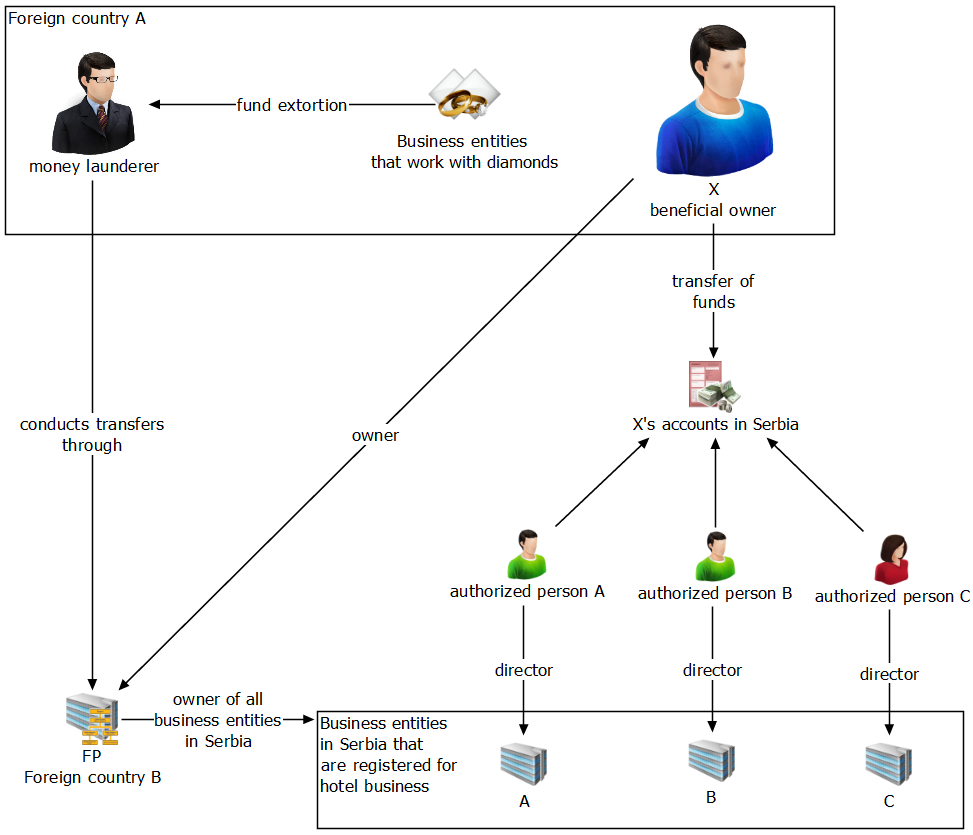 Foreign country A
money launderer
fund extortion
Business entities
that work with diamonds
X
beneficial owner
transfer of
funds
conducts transfers
through
owner
X's accounts in Serbia
authorized person A
authorized person B
authorized person C
director
director
director
owner of all
business entities
in Serbia
FP
Foreign country B
Business entities
in Serbia that
are registered for
hotel business
A
B
C